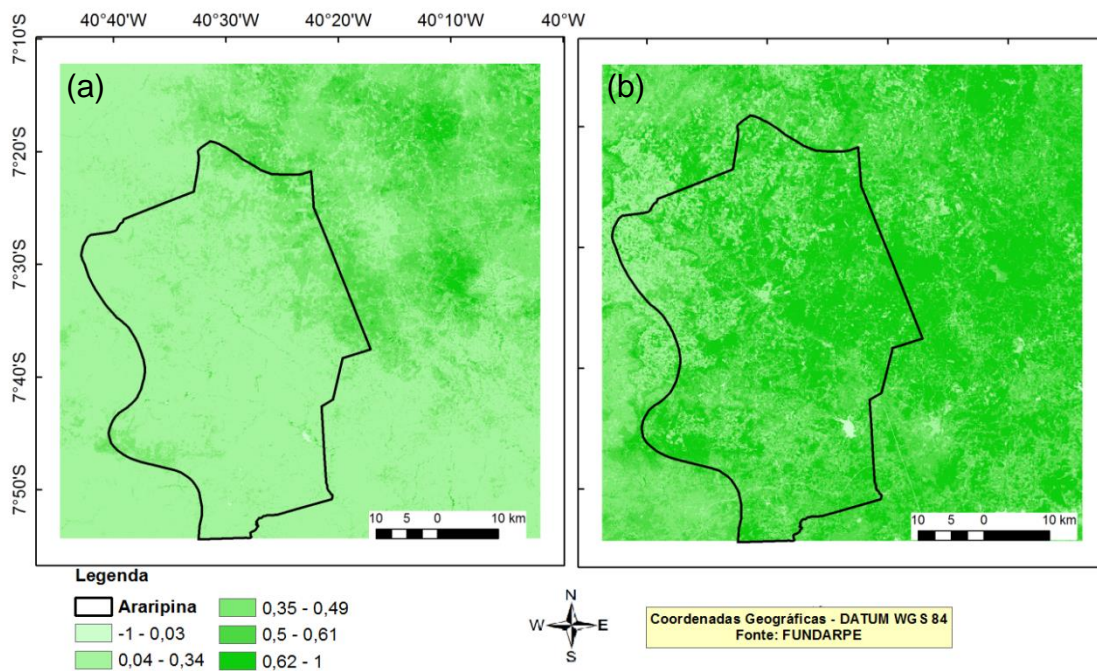 40°40'W 40°30'W 40°20'W 40°10'W 40°W
7°10'S
7°20'S
7°30'S
7°40'S
7°50'S
(a)
10 5 0 10 km
(b)
10 5 0 10 km
Legenda
Araripina
-1 - 0,03
0,04 - 0,34
0,35 - 0,49
0,5 - 0,61
0,62 - 1
N
W E
S
Coordenadas Geográficas - DATUM WGS 84
Fonte: FUNDARPE